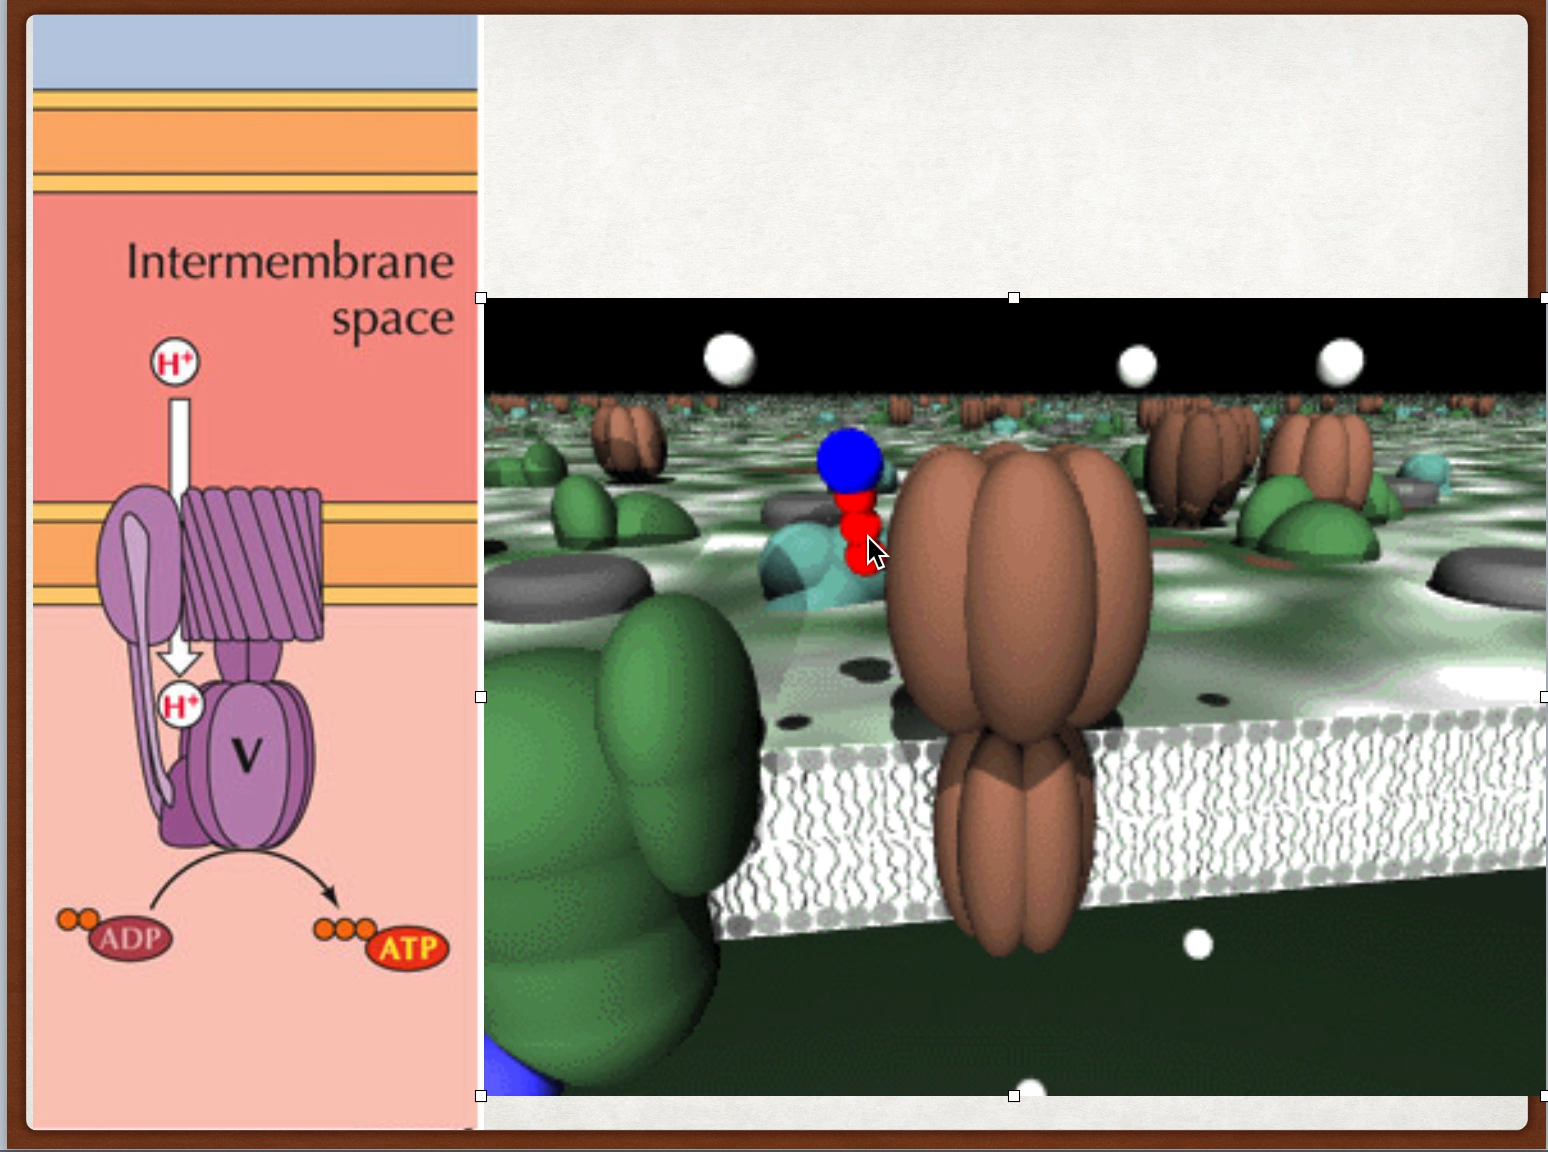 Intermembrane
space
H+
H+
V
ADP
ATP